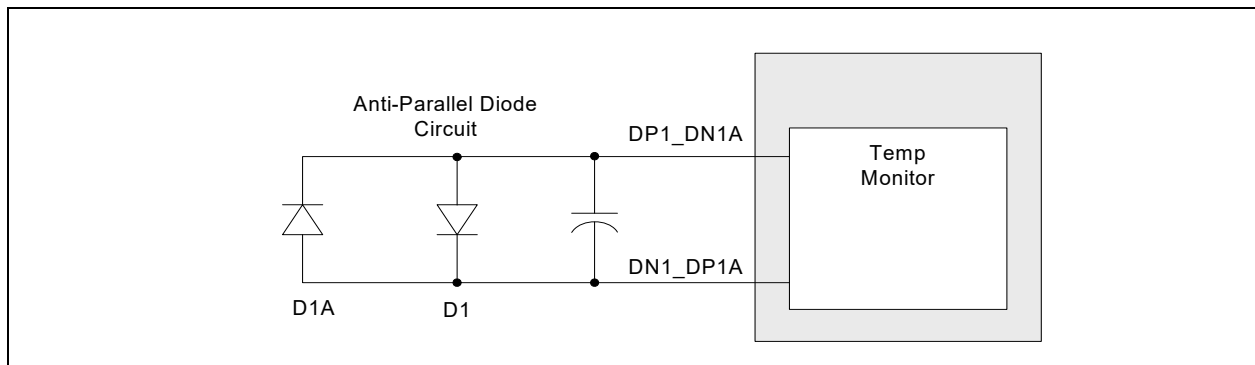 Anti-Parallel Diode
Circuit
DP1_DN1A
Temp
Monitor
DN1_DP1A
D1A
D1